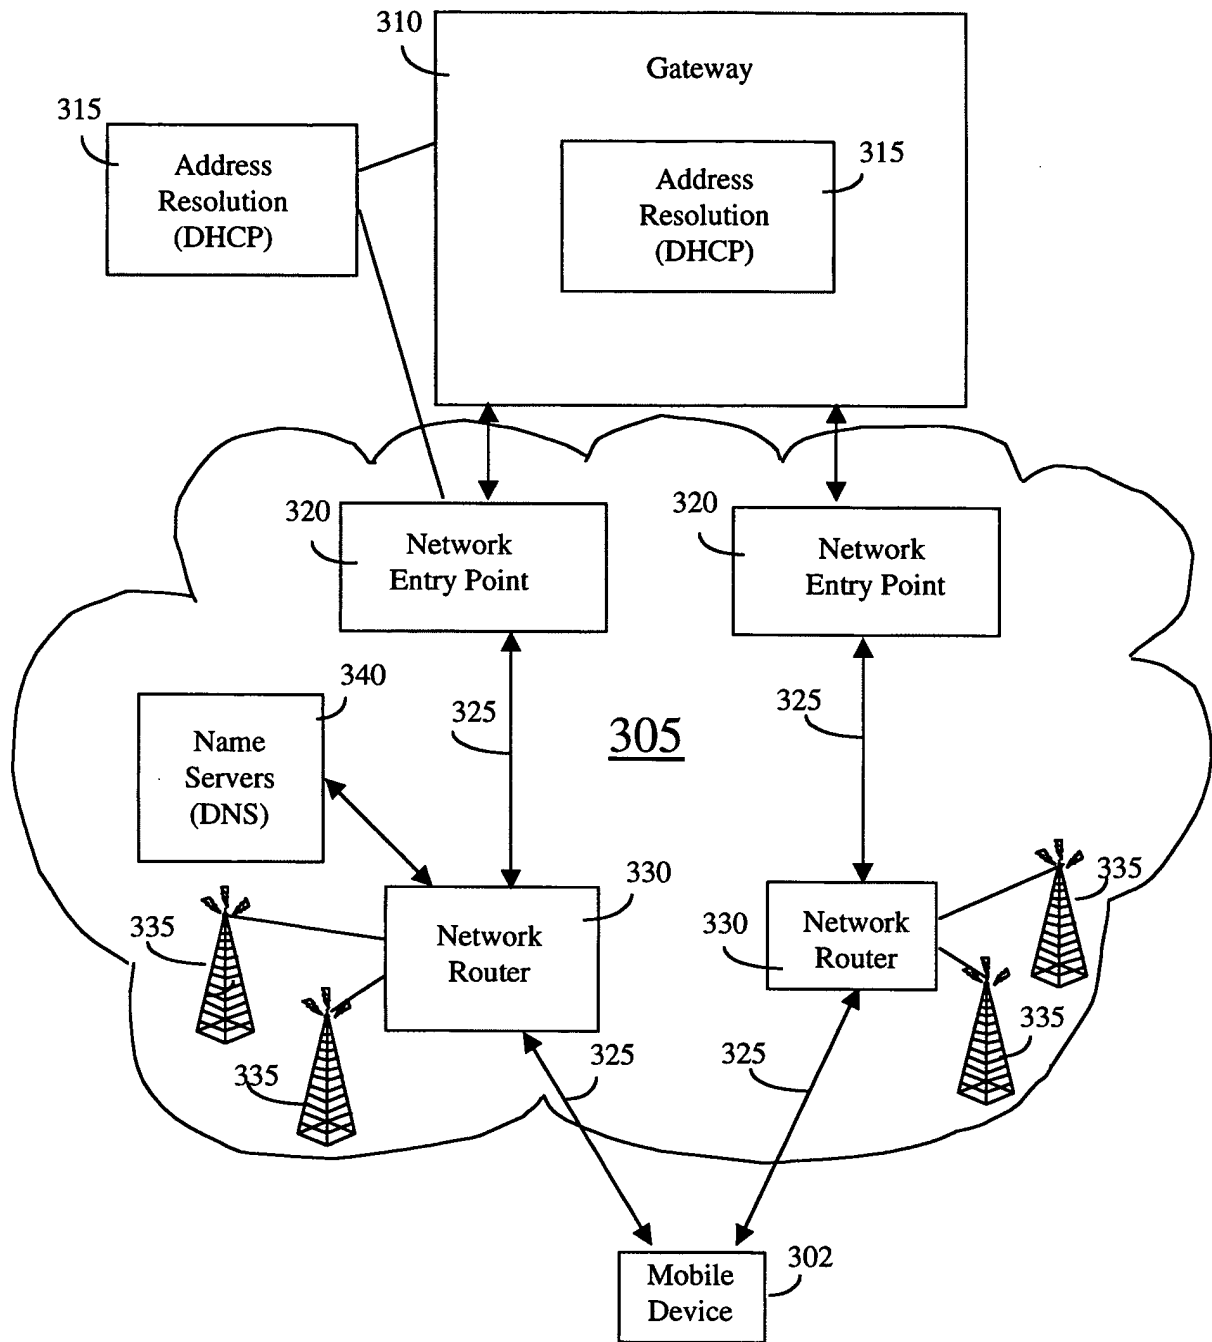 310
Gateway
315
Address
Resolution
(DHCP)
315
Address
Resolution
(DHCP)
320
Network
Entry Point
320
Network
Entry Point
340
Name
Servers
(DNS)
325
305
325
330
Network
Router
335
335
330
Network
Router
335
335
325
325
Mobile
Device
302